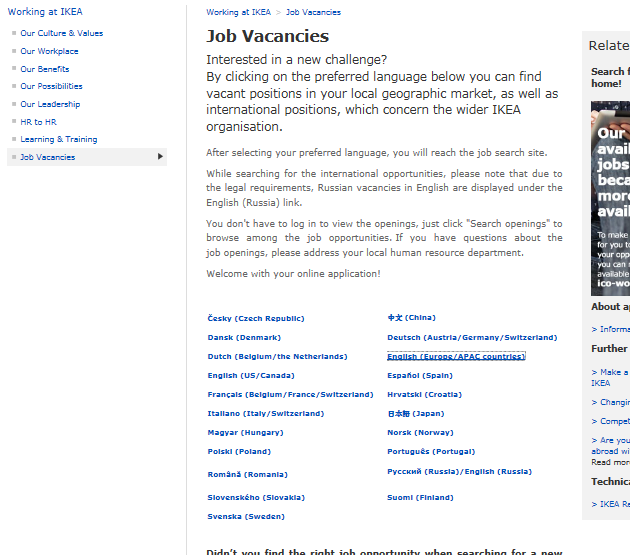 Working at IKEA
Our Culture & Values
Our Workplace
Our Benefits
Our Possibilities
Our Leadership
HR to HR
Learning & Training
Job Vacancies
Working at IKEA > Job Vacancies
Job Vacancies
Interested in a new challenge?
By clicking on the preferred language below you can find
vacant positions in your local geographic market, as well as
international positions, which concern the wider IKEA
organisation.
After selecting your preferred language, you will reach the job search site.
While searching for the international opportunities, please note that due to
the legal requirements, Russian vacancies in English are displayed under the
English (Russia) link.
You don't have to log in to view the openings, just click "Search openings" to
browse among the job opportunities. If you have questions about the
job openings, please address your local human resource department.
Welcome with your online application!
Česky (Czech Republic)
中文 (China)
Dansk (Denmark)
Deutsch (Austria/Germany/Switzerland)
Dutch (Belgium/the Netherlands)
English (Europe/APAC countries)
English (US/Canada)
Español (Spain)
Français (Belgium/France/Switzerland)
Hrvatski (Croatia)
Italiano (Italy/Switzerland)
日本語 (Japan)
Magyar (Hungary)
Norsk (Norway)
Polski (Poland)
Português (Portugal)
Română (Romania)
Русский (Russia)/English (Russia)
Slovenského (Slovakia)
Suomi (Finland)
Svenska (Sweden)
Didn't you find the right job opportunity when searching for a new
Relate
Search f
home!
Our
avai
jobs
beca
mor
avai
To make
for you to
your opp
you can r
available
ico-wo
About a
> Informa
Further
> Make a
IKEA
> Changin
> Compet
> Are you
abroad wi
Read more
Technica
> IKEA Re